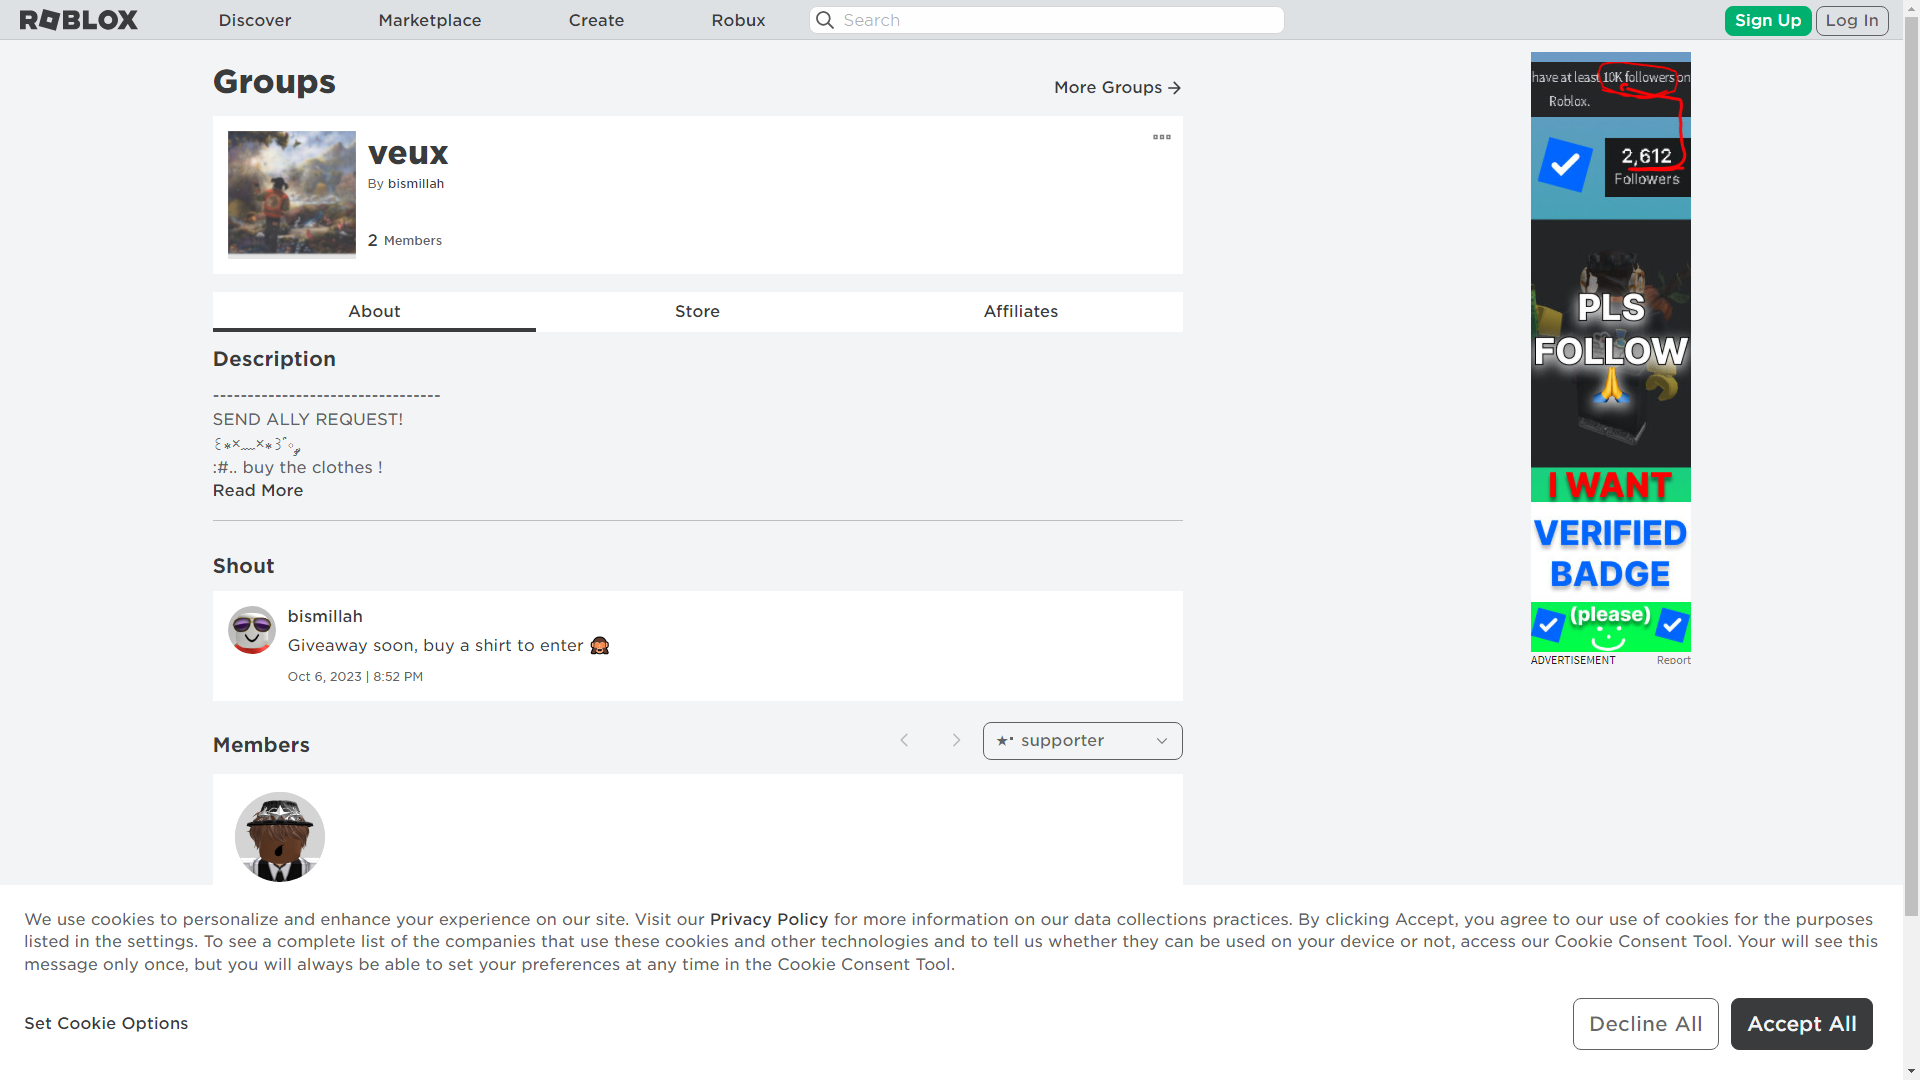 ROBLOX
Discover
Marketplace
Create
Robux
Search
Sign Up
Log In
Groups
More Groups
veux
By bismillah
2 Members
About
Store
Affiliates
Description
---------------------------------
SEND ALLY REQUEST!
:#.. buy the clothes !
Read More
Shout
bismillah
Giveaway soon, buy a shirt to enter 🙈
Oct 6, 2023 | 8:52 PM
Members
★ supporter
have at least 10K followers on
Roblox.
2,612
Followers
PLS
FOLLOW
🙏
I WANT
VERIFIED
BADGE
(please)
ADVERTISEMENT
Report
We use cookies to personalize and enhance your experience on our site. Visit our Privacy Policy for more information on our data collections practices. By clicking Accept, you agree to our use of cookies for the purposes
listed in the settings. To see a complete list of the companies that use these cookies and other technologies and to tell us whether they can be used on your device or not, access our Cookie Consent Tool. Your will see this
message only once, but you will always be able to set your preferences at any time in the Cookie Consent Tool.
Set Cookie Options
Decline All
Accept All